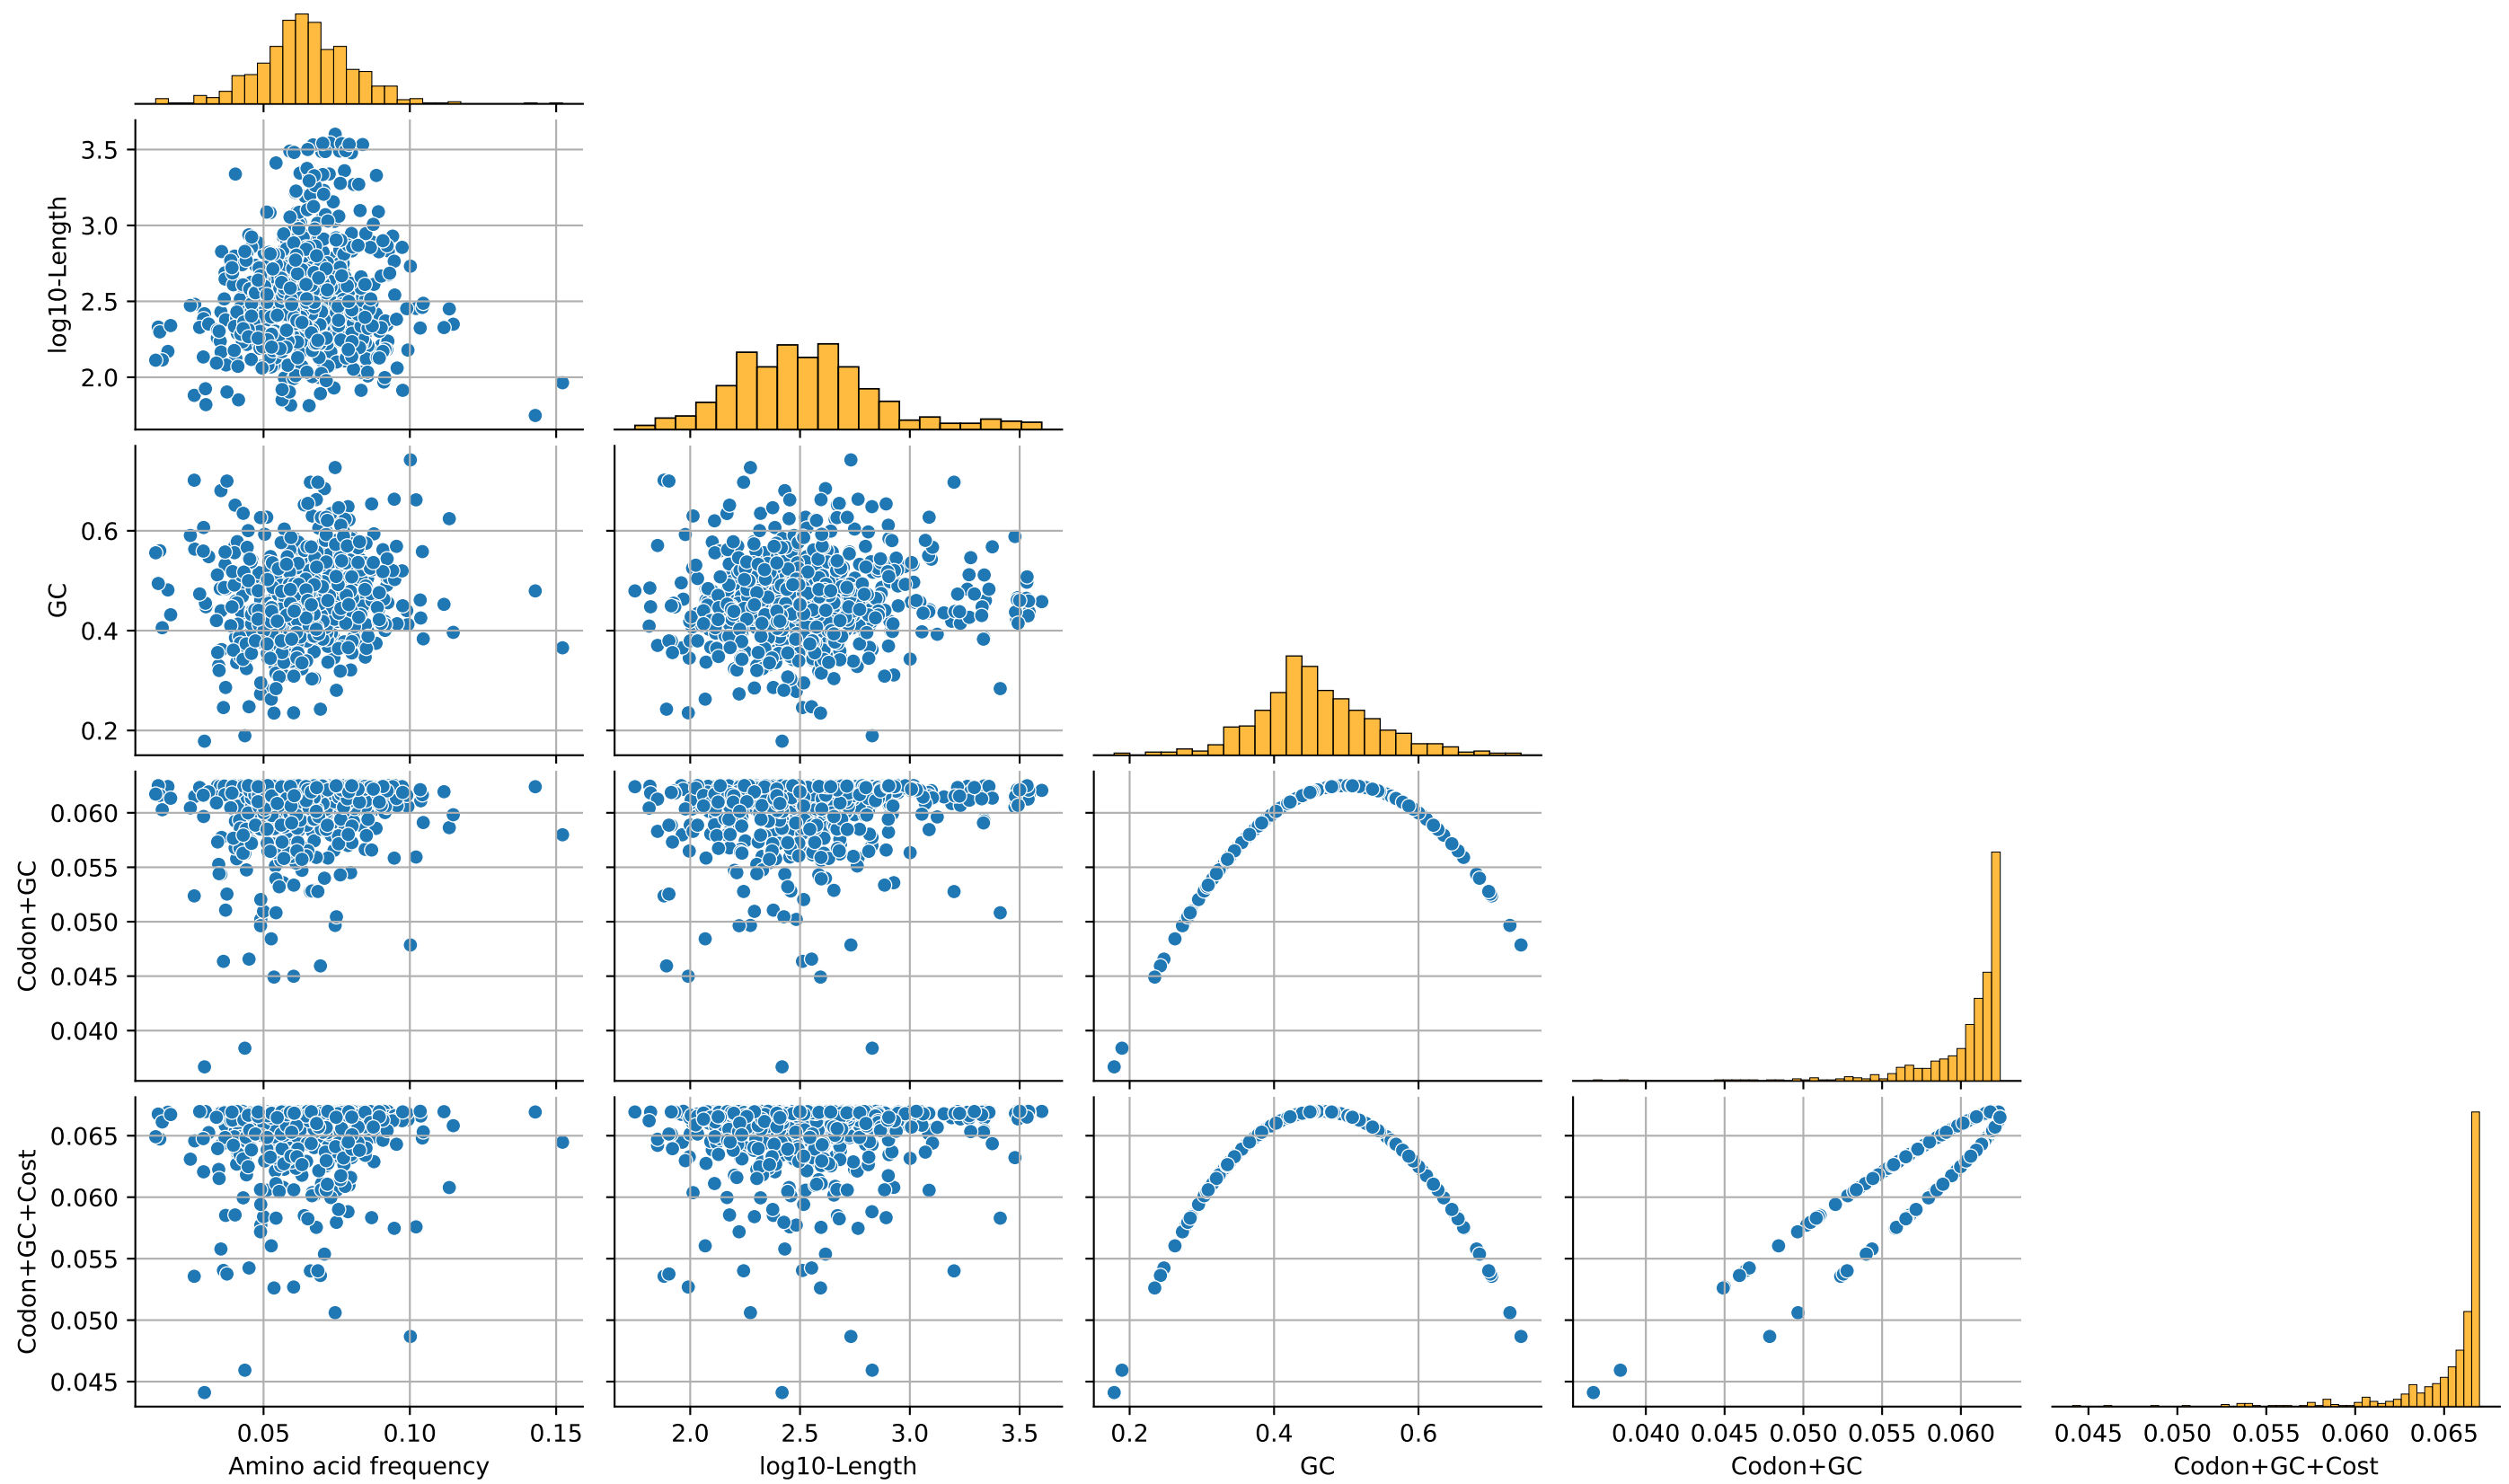 log10-Length
3.5
3.0
2.5
2.0
GC
0.6
0.4
0.2
Codon+GC
0.060
0.055
0.050
0.045
0.040
Codon+GC+Cost
0.065
0.060
0.055
0.050
0.045
0.05 0.10 0.15
Amino acid frequency
2.0 2.5 3.0 3.5
log10-Length
0.2 0.4 0.6
GC
0.040 0.045 0.050 0.055 0.060
Codon+GC
0.045 0.050 0.055 0.060 0.065
Codon+GC+Cost